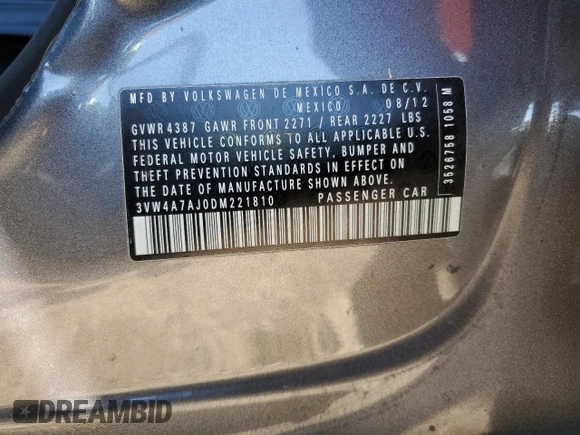 MFD BY VOLKSWAGEN DE MEXICO S.A. DE C.V.
MEXICO 08/12
GVWR 4387 GAWR FRONT 2271 / REAR 2227 LBS
THIS VEHICLE CONFORMS TO ALL APPLICABLE U.S.
FEDERAL MOTOR VEHICLE SAFETY, BUMPER AND
THEFT PREVENTION STANDARDS IN EFFECT ON
THE DATE OF MANUFACTURE SHOWN ABOVE.
3VW4A7AJ0DM221810 PASSENGER CAR
3526758 1058 M
DREAMBID